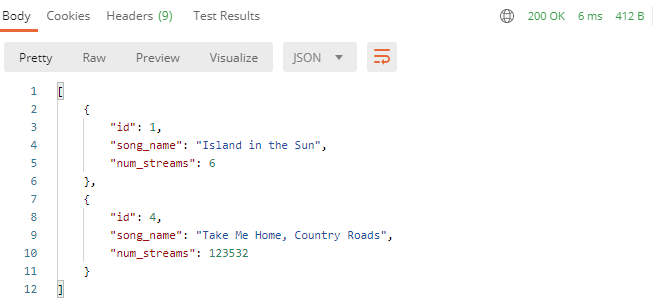 Body Cookies Headers (9) Test Results 200 OK 6 ms 412 B
Pretty Raw Preview Visualize JSON
1 [
2 {
3 "id": 1,
4 "song_name": "Island in the Sun",
5 "num_streams": 6
6 },
7 {
8 "id": 4,
9 "song_name": "Take Me Home, Country Roads",
10 "num_streams": 123532
11 }
12 ]